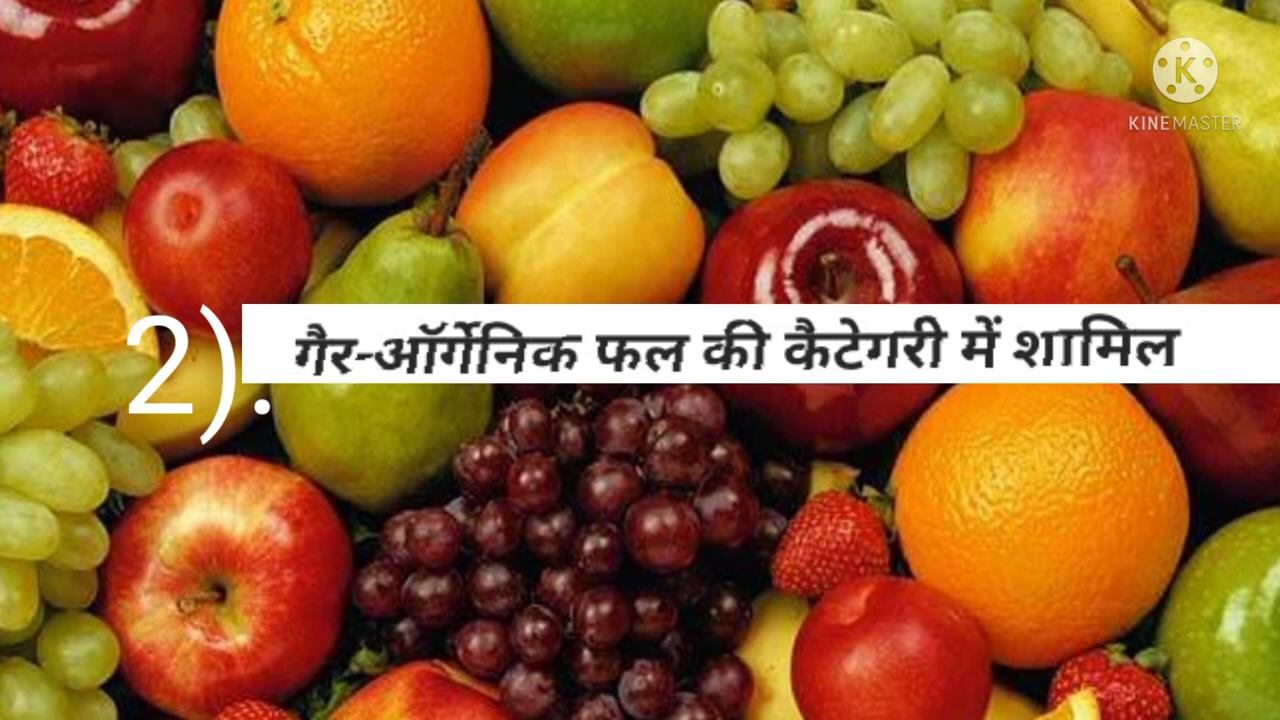 K
KINEMASTER
2). गैर-ऑर्गेनिक फल की कैटेगरी में शामिल